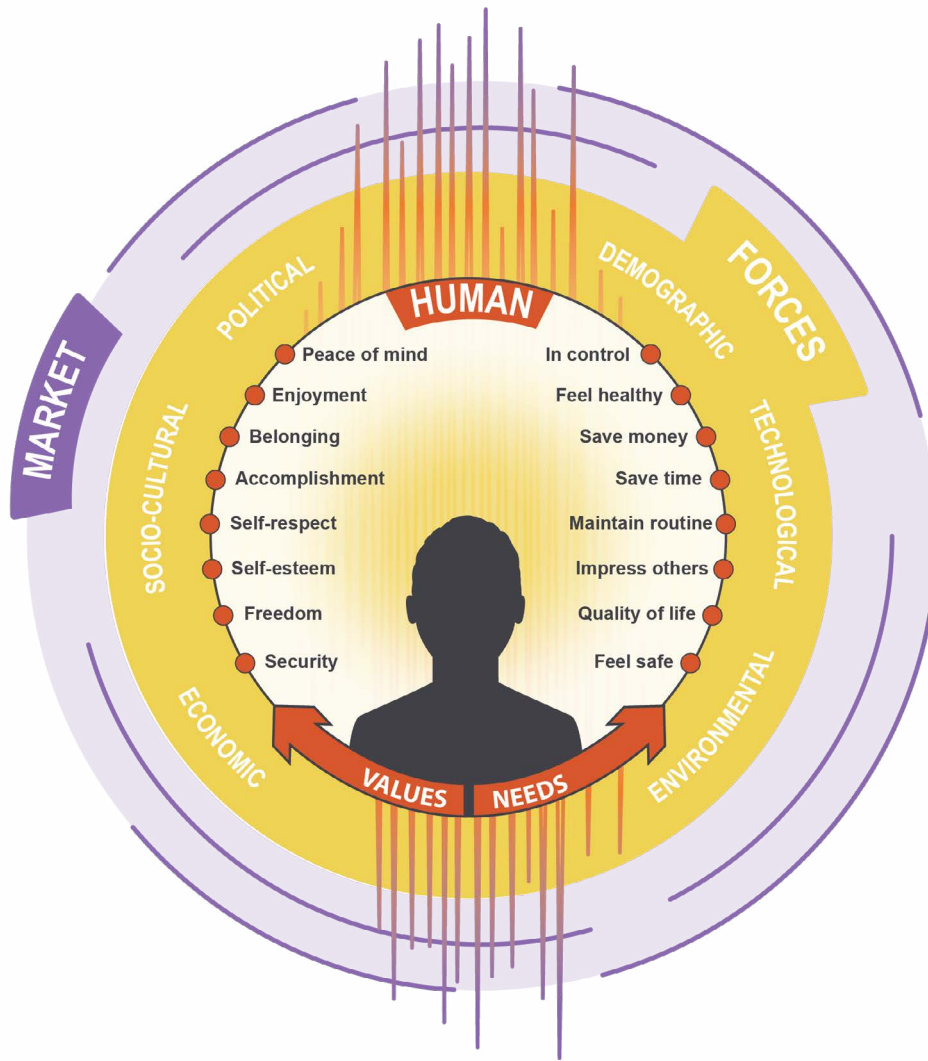 HUMAN
FORCES
MARKET
POLITICAL
DEMOGRAPHIC
SOCIO-CULTURAL
TECHNOLOGICAL
ECONOMIC
ENVIRONMENTAL
Peace of mind
Enjoyment
Belonging
Accomplishment
Self-respect
Self-esteem
Freedom
Security
In control
Feel healthy
Save money
Save time
Maintain routine
Impress others
Quality of life
Feel safe
VALUES
NEEDS